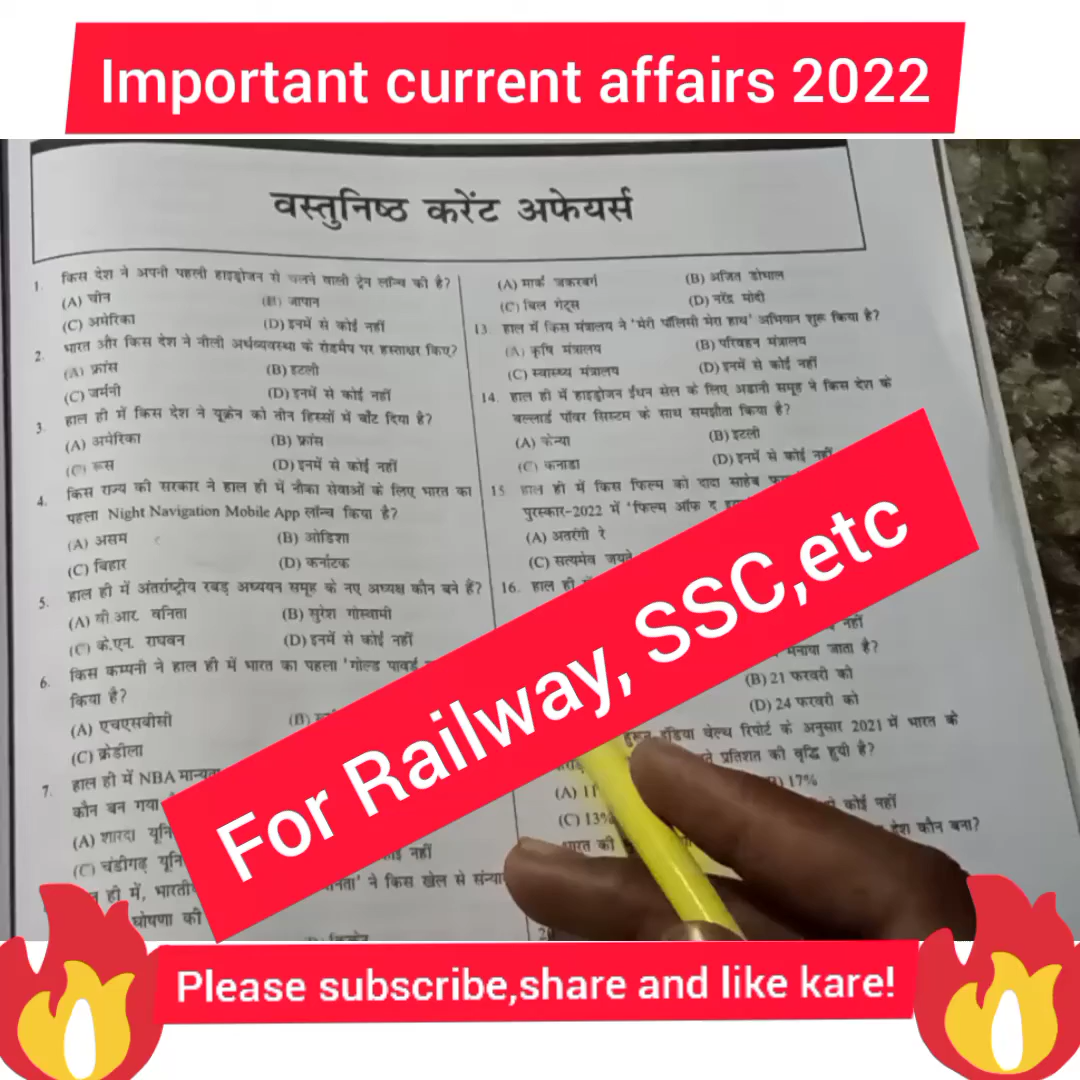 Important current affairs 2022
वस्तुनिष्ठ करेंट अफेयर्स
1. किस देश ने अपनी पहली हाइड्रोजन से चलने वाली ट्रेन लॉन्च की है?
(A) चीन (B) जापान
(C) अमेरिका (D) इनमें से कोई नहीं
2. भारत और किस देश ने नीली अर्थव्यवस्था के रोडमैप पर हस्ताक्षर किए?
(A) फ्रांस (B) इटली
(C) जर्मनी (D) इनमें से कोई नहीं
3. हाल ही में किस देश ने यूक्रेन को तीन हिस्सों में बाँट दिया है?
(A) अमेरिका (B) फ्रांस
(C) रूस (D) इनमें से कोई नहीं
4. किस राज्य की सरकार ने हाल ही में नौका सेवाओं के लिए भारत का
पहला Night Navigation Mobile App लॉन्च किया है?
(A) असम (B) ओडिशा
(C) बिहार (D) कर्नाटक
5. हाल ही में अंतर्राष्ट्रीय रबड़ अध्ययन समूह के नए अध्यक्ष कौन बने हैं?
(A) वी.आर. वनिता (B) सुरेश गोस्वामी
(C) के.एन. राघवन (D) इनमें से कोई नहीं
6. किस कम्पनी ने हाल ही में भारत का पहला 'गोल्ड पावर्ड
किया है?
(A) एचएसबीसी (B)
(C) क्रेडीला
7. हाल ही में NBA
कौन बन गया
(A) शारदा
(C) चंडीगढ़ नहीं
ही में, ने किस खेल से
घोषणा की
(A) मार्क जकरबर्ग (B) अजित डोभाल
(C) बिल गेट्स (D) नरेंद्र मोदी
13. हाल में किस मंत्रालय ने 'मेरी पॉलिसी मेरा हाथ' अभियान शुरू किया है?
(A) कृषि मंत्रालय (B) परिवहन मंत्रालय
(C) स्वास्थ्य मंत्रालय (D) इनमें से कोई नहीं
14. हाल ही में हाइड्रोजन ईंधन सेल के लिए अडानी समूह ने किस देश के
बल्लार्ड पॉवर सिस्टम के साथ समझौता किया है?
(A) केन्या (B) इटली
(C) कनाडा (D) इनमें से कोई नहीं
15 हाल ही में किस फिल्म को दादा साहेब
पुरस्कार-2022 में 'फिल्म ऑफ द
(A) अतरंगी रे
(C) सत्यमेव जयते
16. हाल ही
नहीं
मनाया जाता है?
(B) 21 फरवरी को
(D) 24 फरवरी को
हुरून इंडिया वेल्थ रिपोर्ट के अनुसार 2021 में भारत के
प्रतिशत की वृद्धि हुयी है?
(A) 11 17%
(C) 13% कोई नहीं
भारत की देश कौन बना?
For Railway, SSC,etc
Please subscribe,share and like kare!